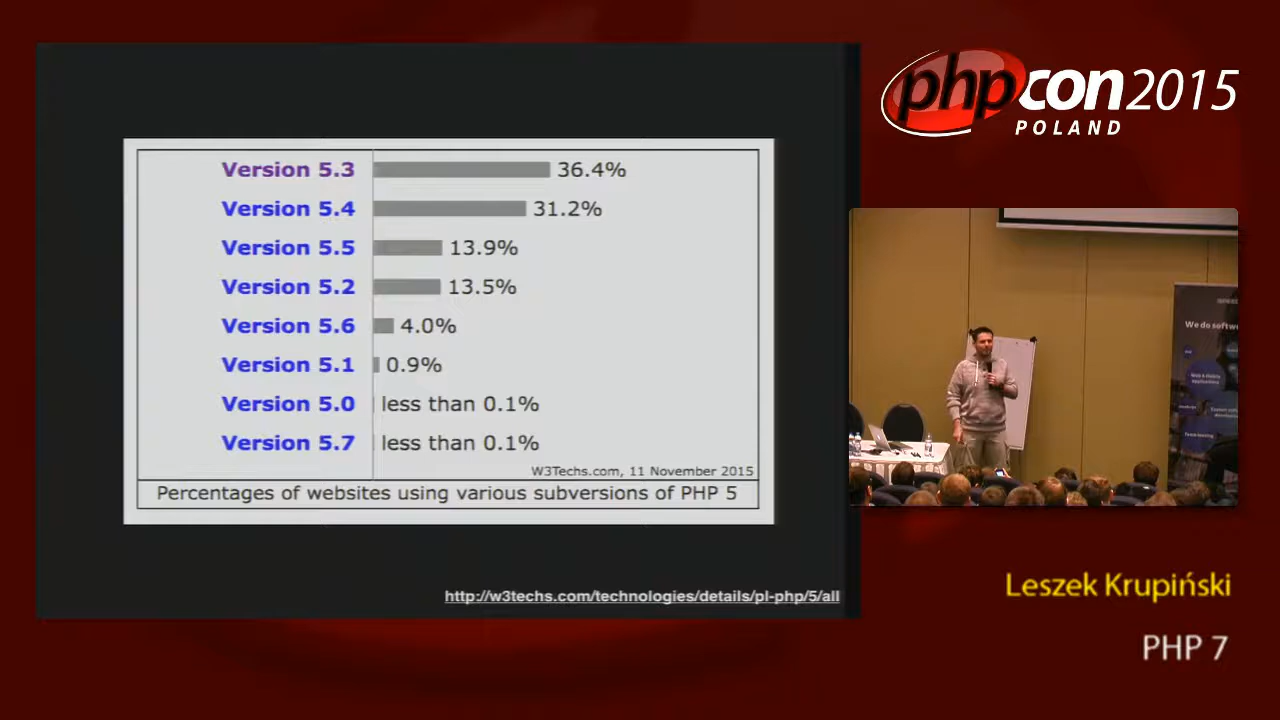 Version 5.3 36.4%
Version 5.4 31.2%
Version 5.5 13.9%
Version 5.2 13.5%
Version 5.6 4.0%
Version 5.1 0.9%
Version 5.0 less than 0.1%
Version 5.7 less than 0.1%
W3Techs.com, 11 November 2015
Percentages of websites using various subversions of PHP 5
http://w3techs.com/technologies/details/pl-php/5/all
phpcon2015
POLAND
We do softw
Leszek Krupiński
PHP 7